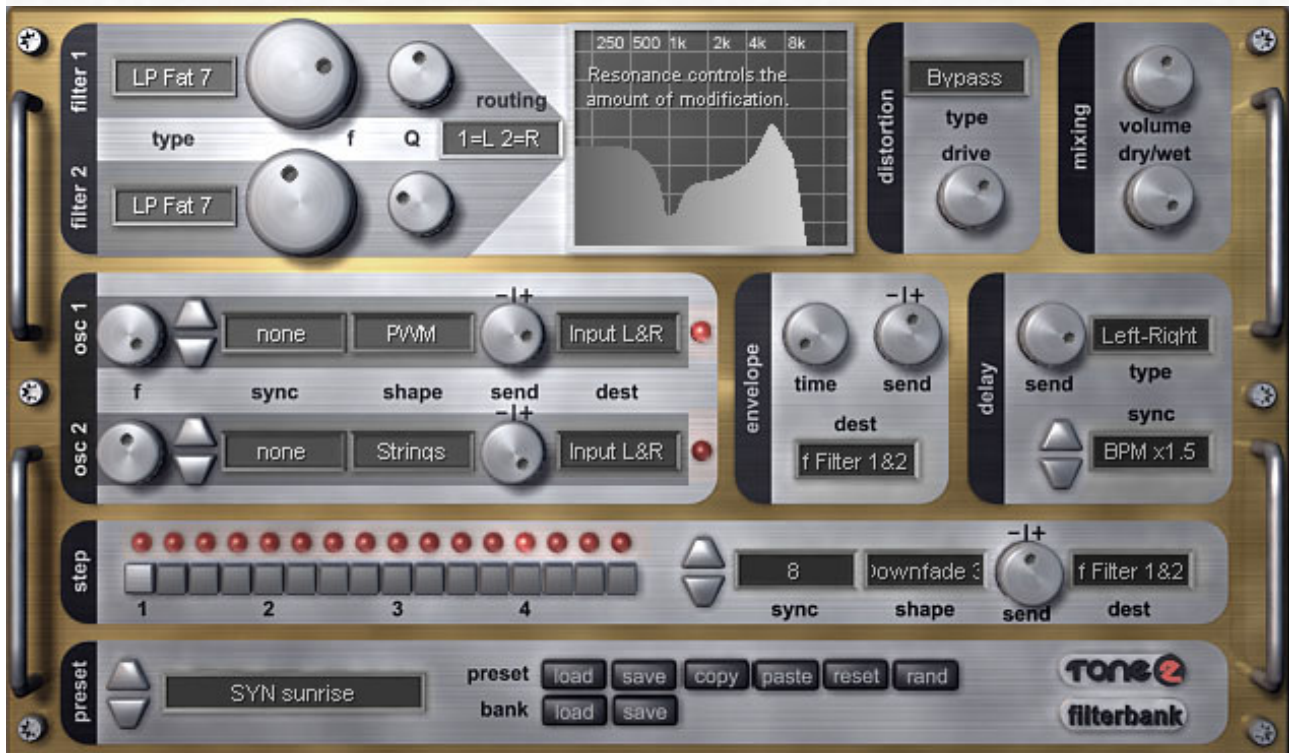 filter 1
LP Fat 7
type
f
Q
routing
1=L 2=R
filter 2
LP Fat 7
250 500 1k 2k 4k 8k
Resonance controls the
amount of modification.
distortion
Bypass
type
drive
mixing
volume
dry/wet
osc 1
none
PWM
-|+
Input L&R
f
sync
shape
send
dest
osc 2
none
Strings
-|+
Input L&R
envelope
time
-|+
send
dest
f Filter 1&2
delay
send
Left-Right
type
sync
BPM x1.5
step
1 2 3 4
8
sync
Downfade 3
shape
-|+
send
f Filter 1&2
dest
preset
SYN sunrise
preset load save copy paste reset rand
bank load save
TONE2
filterbank